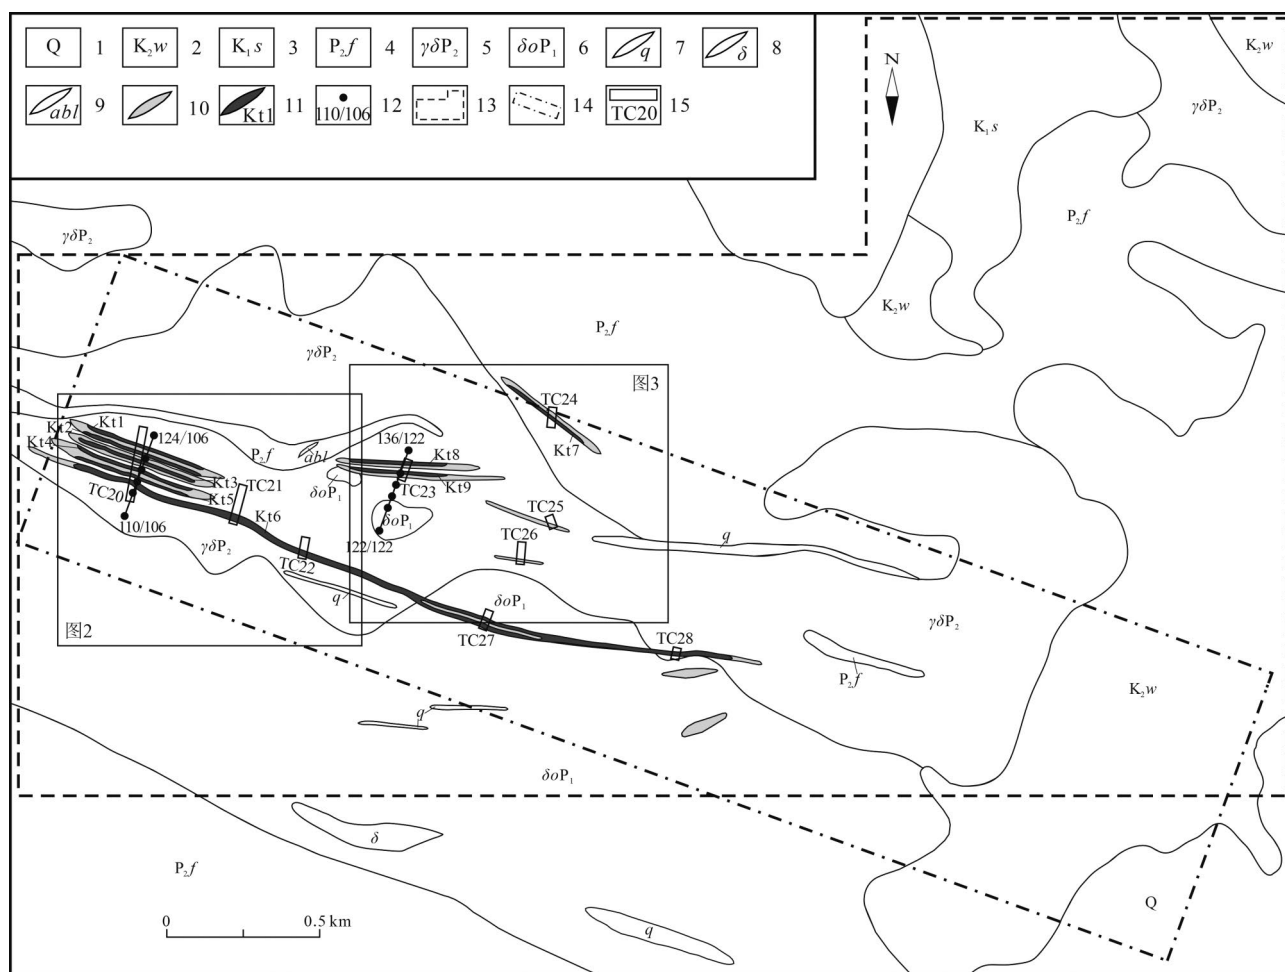 Q 1 K₂w 2 K₁s 3 P₂f 4 γδP₂ 5 δoP₁ 6 q 7 δ 8
abl 9 10 Kt1 11 110/106 12 13 14 TC20 15
N
K₂w
γδP₂
K₁s
P₂f
γδP₂
K₂w
P₂f
γδP₂
图3
TC24
Kt2 Kt1
124/106
136/122
Kt4
P₂f
abl
Kt8
Kt7
Kt3
TC21
δoP₁
TC23
Kt9
TC20
Kt5
110/106
Kt6
δoP₁
TC25
TC26
q
γδP₂
122/122
TC22
q
δoP₁
γδP₂
图2
TC27
TC28
P₂f
K₂w
q
δoP₁
δ
P₂f
0 0.5 km
q
Q